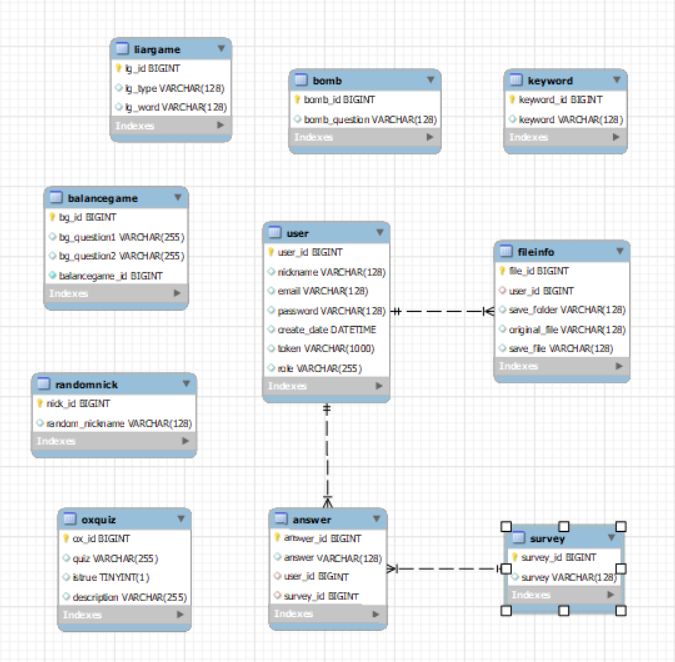 liargame
lg_id BIGINT
lg_type VARCHAR(128)
lg_word VARCHAR(128)
Indexes
bomb
bomb_id BIGINT
bomb_question VARCHAR(128)
Indexes
keyword
keyword_id BIGINT
keyword VARCHAR(128)
Indexes
balancegame
bg_id BIGINT
bg_question1 VARCHAR(255)
bg_question2 VARCHAR(255)
balancegame_id BIGINT
Indexes
user
user_id BIGINT
nickname VARCHAR(128)
email VARCHAR(128)
password VARCHAR(128)
create_date DATETIME
token VARCHAR(1000)
role VARCHAR(255)
Indexes
fileinfo
file_id BIGINT
user_id BIGINT
save_folder VARCHAR(128)
original_file VARCHAR(128)
save_file VARCHAR(128)
Indexes
randomnick
nick_id BIGINT
random_nickname VARCHAR(128)
Indexes
oxquiz
ox_id BIGINT
quiz VARCHAR(255)
istrue TINYINT(1)
description VARCHAR(255)
Indexes
answer
answer_id BIGINT
answer VARCHAR(128)
user_id BIGINT
survey_id BIGINT
Indexes
survey
survey_id BIGINT
survey VARCHAR(128)
Indexes